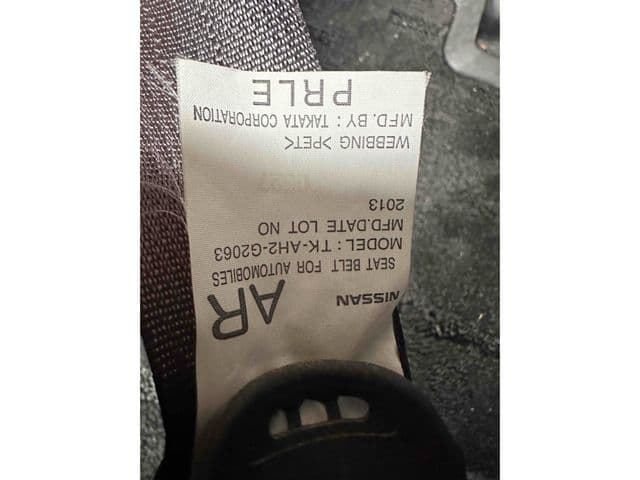 NISSAN AR
SEAT BELT FOR AUTOMOBILES
MODEL : TK-AH2-G2063
MFD.DATE LOT NO
2013
WEBBING >PET<
MFD. BY : TAKATA CORPORATION
PRLE